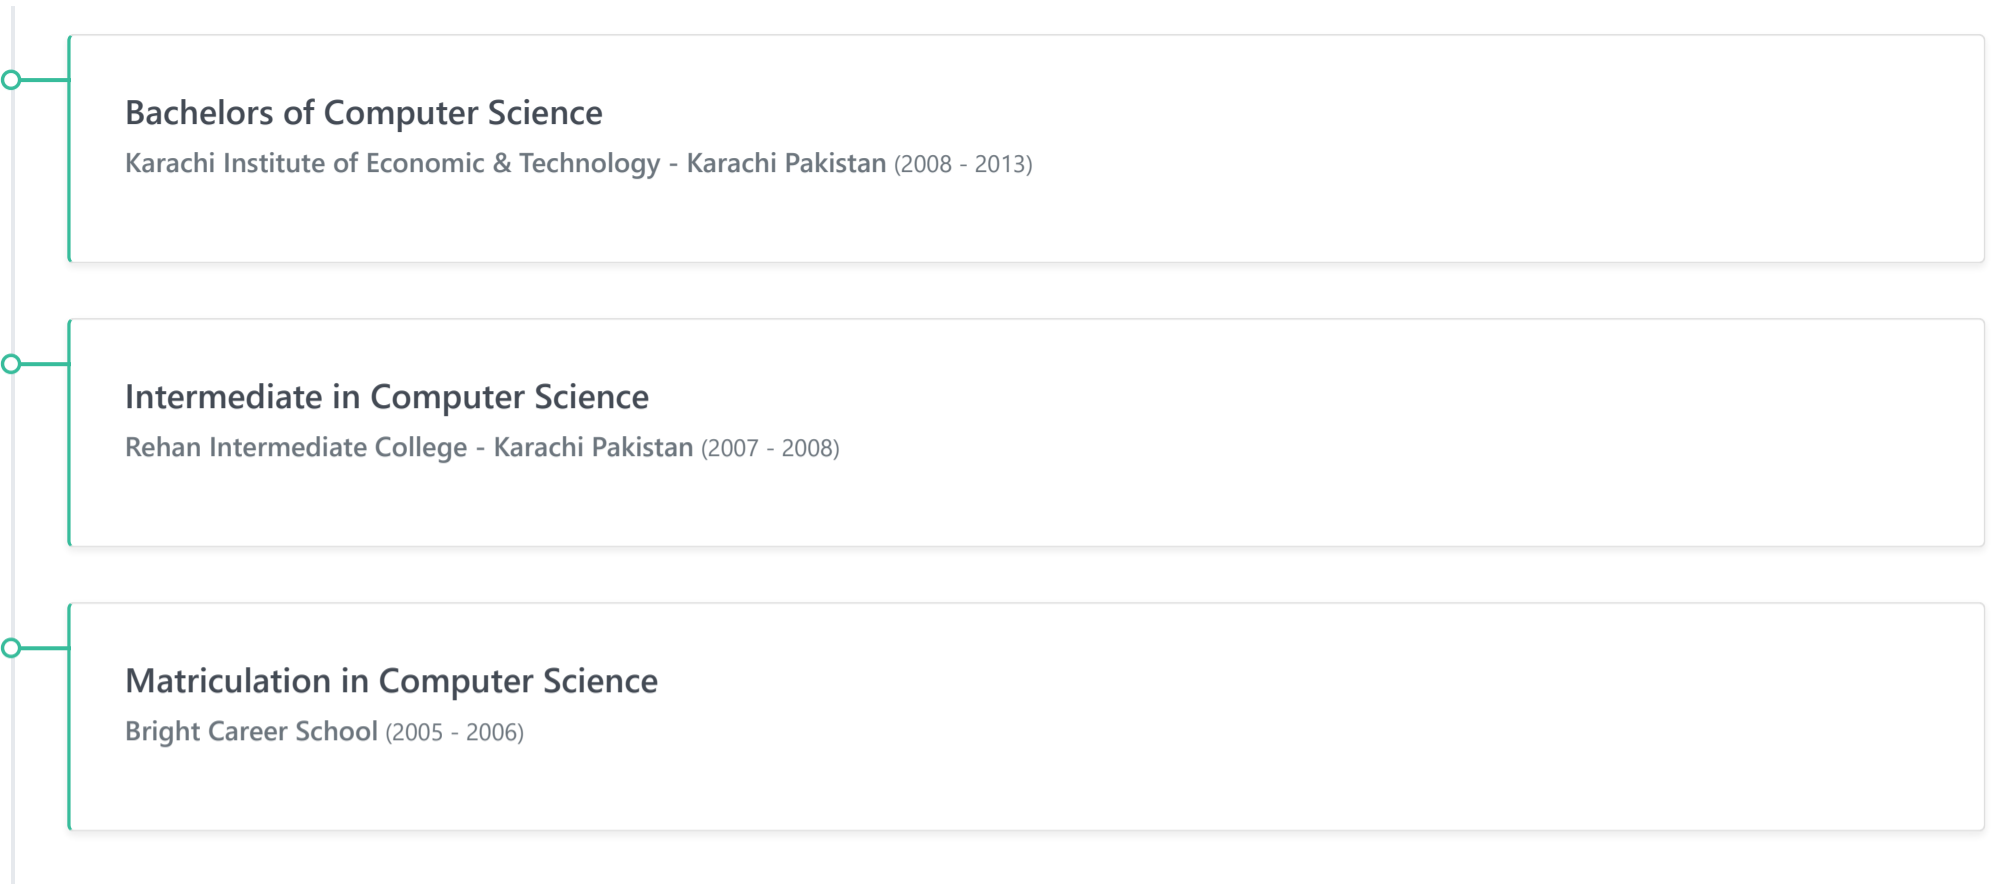 Bachelors of Computer Science
Karachi Institute of Economic & Technology - Karachi Pakistan (2008 - 2013)
Intermediate in Computer Science
Rehan Intermediate College - Karachi Pakistan (2007 - 2008)
Matriculation in Computer Science
Bright Career School (2005 - 2006)